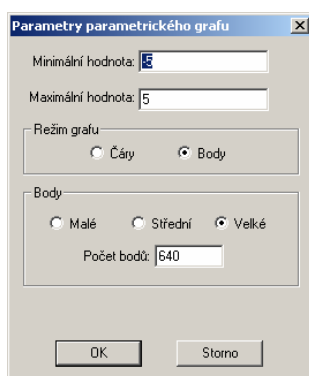 Parametry parametrického grafu
Minimální hodnota: -5
Maximální hodnota: 5
Režim grafu
Čáry Body
Body
Malé Střední Velké
Počet bodů: 640
OK Storno